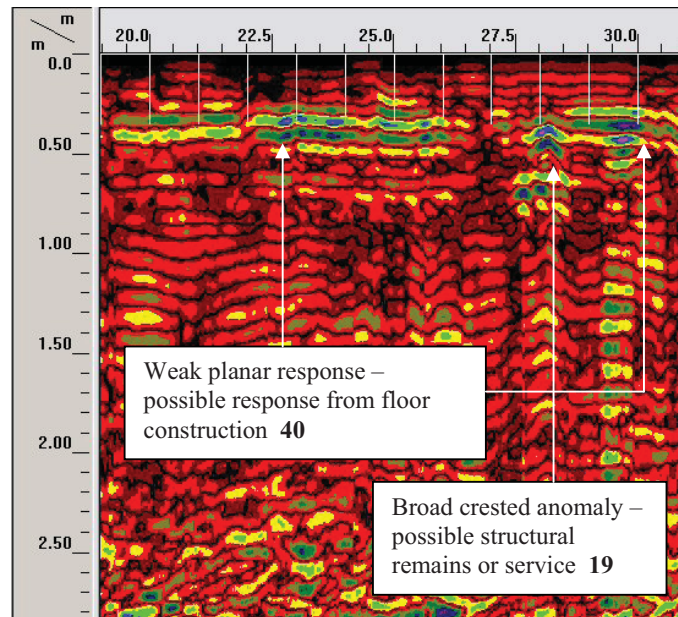 m
m
20.0 22.5 25.0 27.5 30.0
0.0
0.50
1.00
1.50
Weak planar response –
possible response from floor
construction 40
2.00
Broad crested anomaly –
possible structural
remains or service 19
2.50